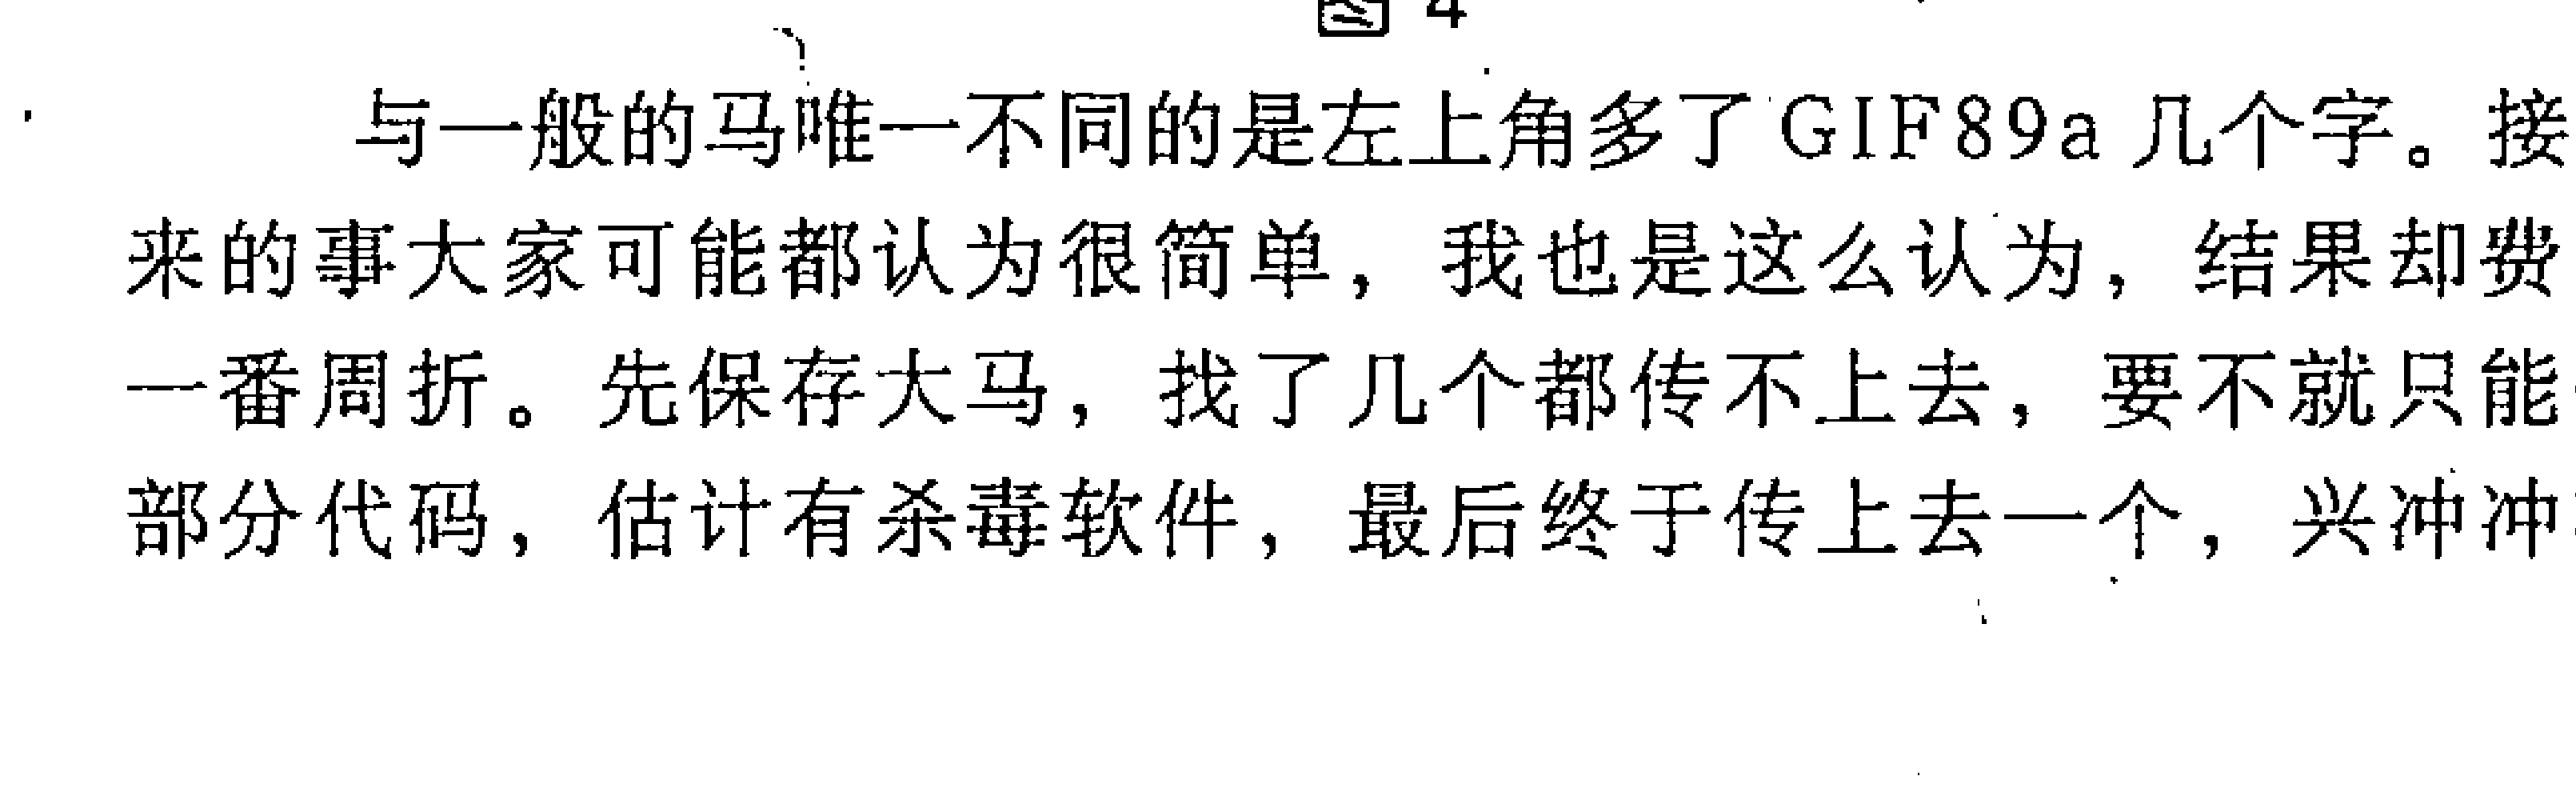 图 4
与一般的马唯一不同的是左上角多了GIF89a几个字。接
来的事大家可能都认为很简单，我也是这么认为，结果却费
一番周折。先保存大马，找了几个都传不上去，要不就只能
部分代码，估计有杀毒软件，最后终于传上去一个，兴冲冲